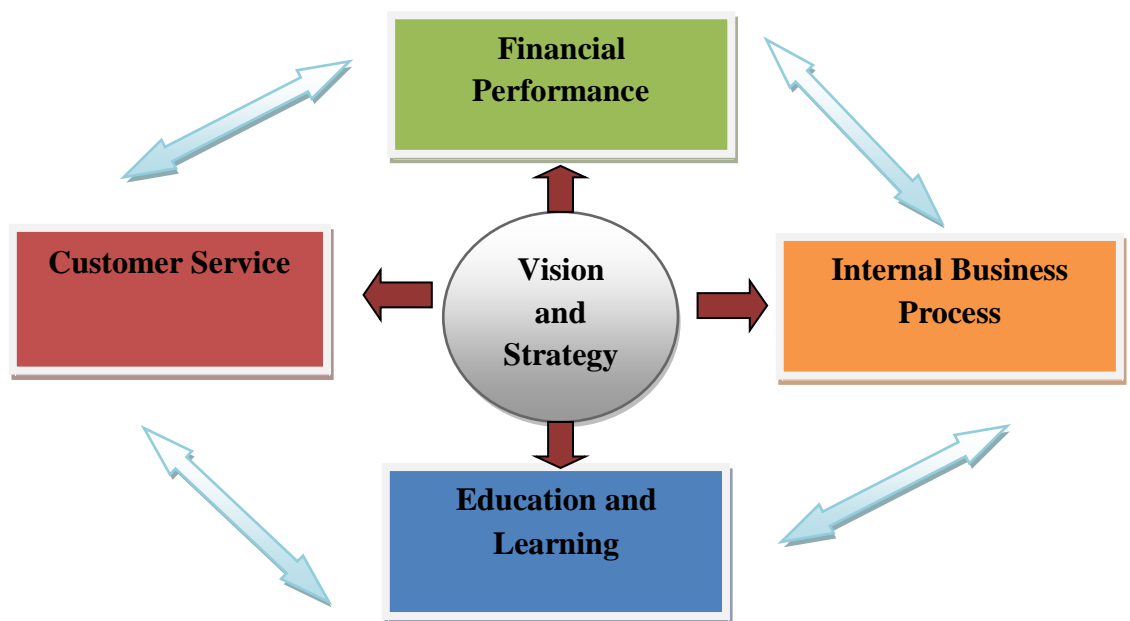 Financial
Performance
Customer Service
Vision
and
Strategy
Internal Business
Process
Education and
Learning